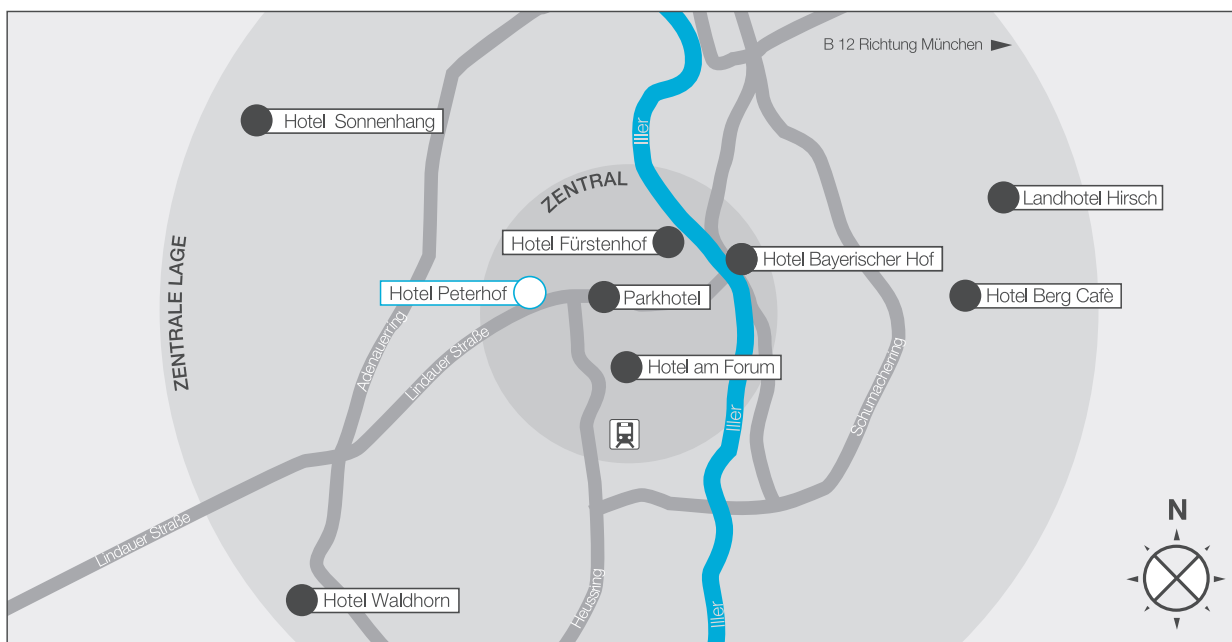 B 12 Richtung München
Iller
Hotel Sonnenhang
ZENTRAL
Landhotel Hirsch
Hotel Fürstenhof
Hotel Bayerischer Hof
ZENTRALE LAGE
Hotel Peterhof
Parkhotel
Hotel Berg Cafè
Adenauerring
Lindauer Straße
Hotel am Forum
Schumacherring
Iller
Lindauer Straße
N
Hotel Waldhorn
Heussring
Iller